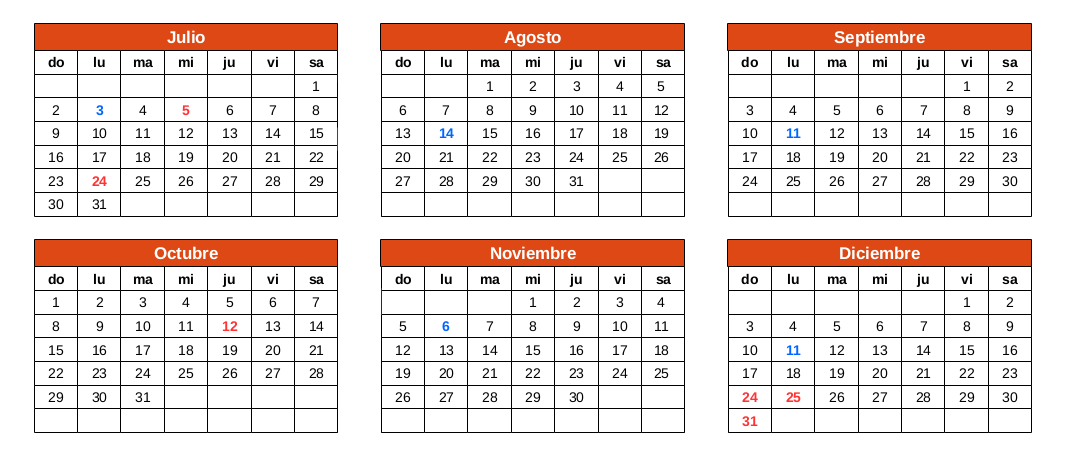 Julio Agosto Septiembre
do lu ma mi ju vi sa do lu ma mi ju vi sa do lu ma mi ju vi sa
1 1 2 3 4 5 1 2
2 3 4 5 6 7 8 6 7 8 9 10 11 12 3 4 5 6 7 8 9
9 10 11 12 13 14 15 13 14 15 16 17 18 19 10 11 12 13 14 15 16
16 17 18 19 20 21 22 20 21 22 23 24 25 26 17 18 19 20 21 22 23
23 24 25 26 27 28 29 27 28 29 30 31 24 25 26 27 28 29 30
30 31
Octubre Noviembre Diciembre
do lu ma mi ju vi sa do lu ma mi ju vi sa do lu ma mi ju vi sa
1 2 3 4 5 6 7 1 2 3 4 1 2
8 9 10 11 12 13 14 5 6 7 8 9 10 11 3 4 5 6 7 8 9
15 16 17 18 19 20 21 12 13 14 15 16 17 18 10 11 12 13 14 15 16
22 23 24 25 26 27 28 19 20 21 22 23 24 25 17 18 19 20 21 22 23
29 30 31 26 27 28 29 30 24 25 26 27 28 29 30
31